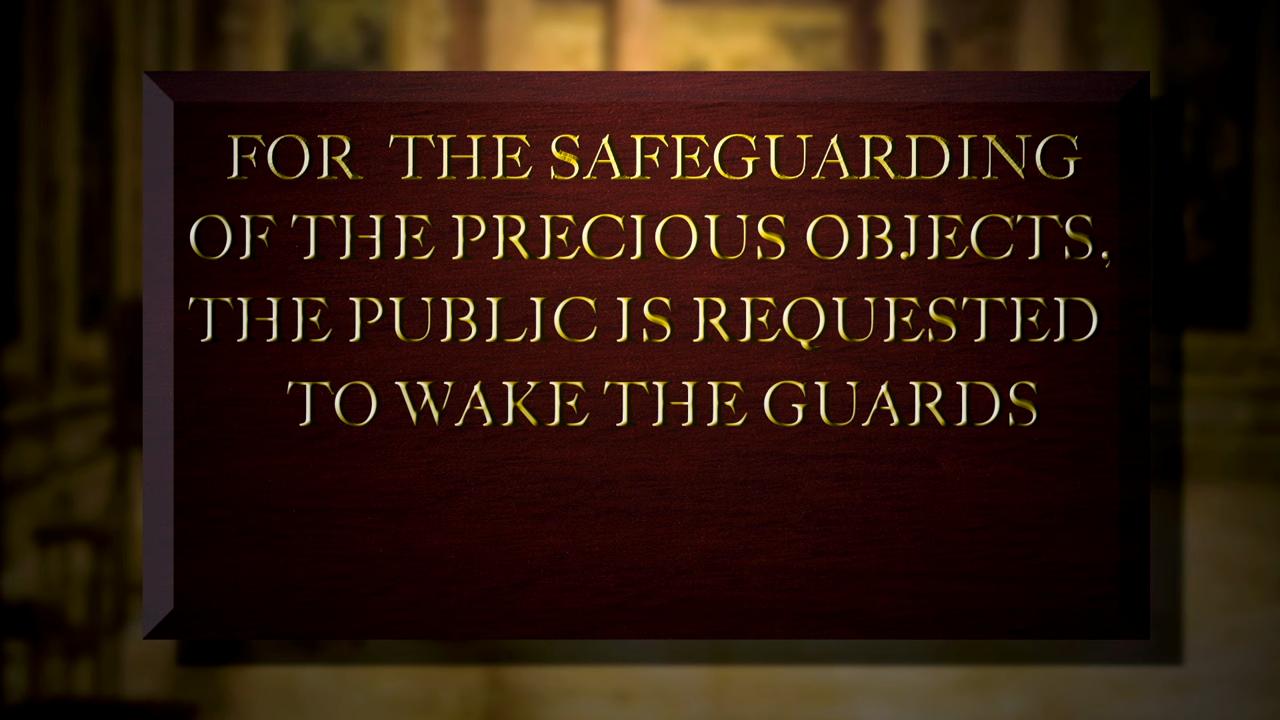 FOR THE SAFEGUARDING
OF THE PRECIOUS OBJECTS,
THE PUBLIC IS REQUESTED
TO WAKE THE GUARDS